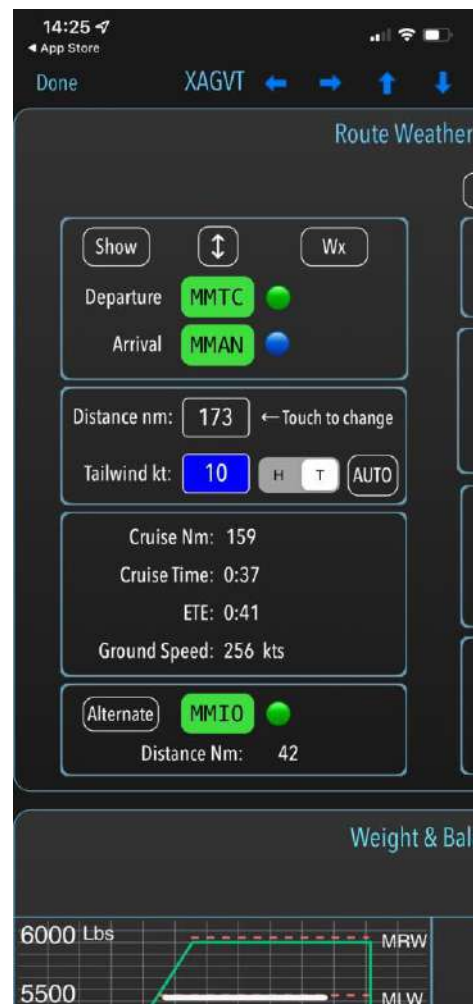 14:25
◀ App Store
Done XAGVT
Route Weather
Show Wx
Departure MMTC
Arrival MMAN
Distance nm: 173 ←Touch to change
Tailwind kt: 10 H T AUTO
Cruise Nm: 159
Cruise Time: 0:37
ETE: 0:41
Ground Speed: 256 kts
Alternate MMIO
Distance Nm: 42
Weight & Bal
6000 Lbs
MRW
5500
MLW